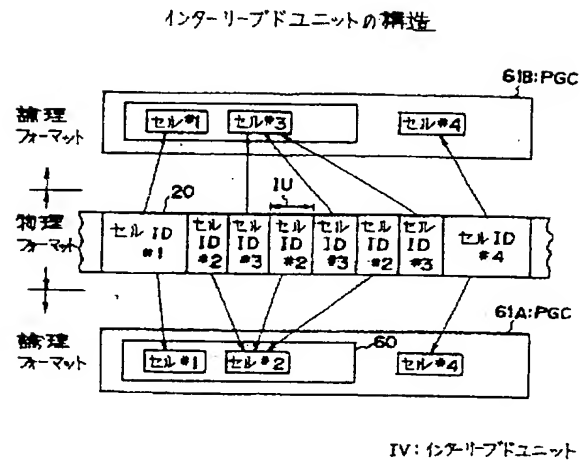 インターリーブドユニットの構造
61B:PGC
論理
フォーマット
セル#1
セル#3
セル#4
20
IU
物理
フォーマット
セル ID
#1
セル
ID
#2
セル
ID
#3
セル
ID
#2
セル
ID
#3
セル
ID
#2
セル
ID
#3
セル ID
#4
61A:PGC
論理
フォーマット
60
セル#1
セル#2
セル#4
IV:インターリーブドユニット